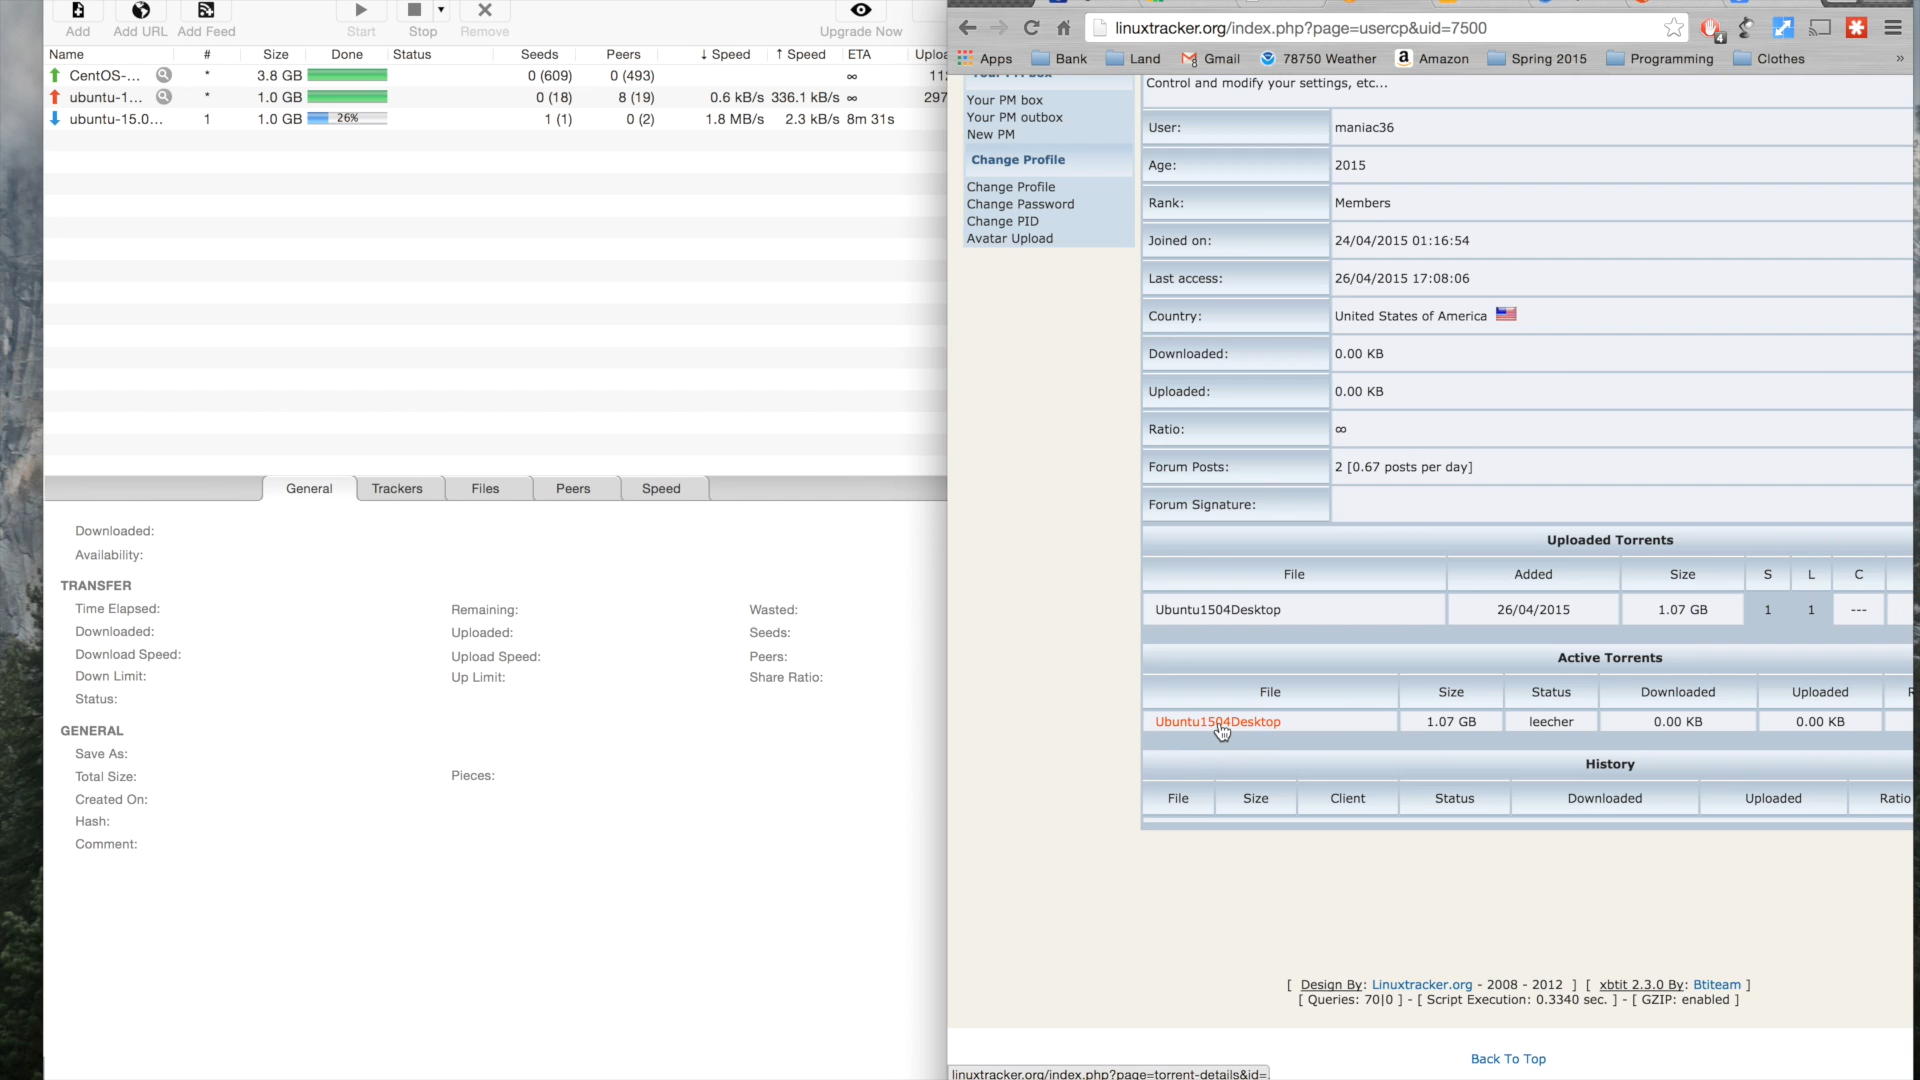 Add Add URL Add Feed Start Stop Remove Upgrade Now
Name # Size Done Status Seeds Peers ↓ Speed ↑ Speed ETA Uploa
CentOS-... * 3.8 GB 0 (609) 0 (493) ∞ 11
ubuntu-1... * 1.0 GB 0 (18) 8 (19) 0.6 kB/s 336.1 kB/s ∞ 297
ubuntu-15.0... 1 1.0 GB 26% 1 (1) 0 (2) 1.8 MB/s 2.3 kB/s 8m 31s
General Trackers Files Peers Speed
Downloaded:
Availability:
TRANSFER
Time Elapsed: Remaining: Wasted:
Downloaded: Uploaded: Seeds:
Download Speed: Upload Speed: Peers:
Down Limit: Up Limit: Share Ratio:
Status:
GENERAL
Save As:
Total Size: Pieces:
Created On:
Hash:
Comment:
linuxtracker.org/index.php?page=usercp&uid=7500 4
Apps Bank Land Gmail 78750 Weather Amazon Spring 2015 Programming Clothes »
Your PM box
Your PM box
Your PM outbox
New PM
Change Profile
Change Profile
Change Password
Change PID
Avatar Upload
Control and modify your settings, etc...
User: maniac36
Age: 2015
Rank: Members
Joined on: 24/04/2015 01:16:54
Last access: 26/04/2015 17:08:06
Country: United States of America
Downloaded: 0.00 KB
Uploaded: 0.00 KB
Ratio: ∞
Forum Posts: 2 [0.67 posts per day]
Forum Signature:
Uploaded Torrents
File Added Size S L C
Ubuntu1504Desktop 26/04/2015 1.07 GB 1 1 ---
Active Torrents
File Size Status Downloaded Uploaded R
Ubuntu1504Desktop 1.07 GB leecher 0.00 KB 0.00 KB
History
File Size Client Status Downloaded Uploaded Ratio
[ Design By: Linuxtracker.org - 2008 - 2012 ] [ xbtit 2.3.0 By: Btiteam ]
[ Queries: 70|0 ] - [ Script Execution: 0.3340 sec. ] - [ GZIP: enabled ]
Back To Top
linuxtracker.org/index.php?page=torrent-details&id=